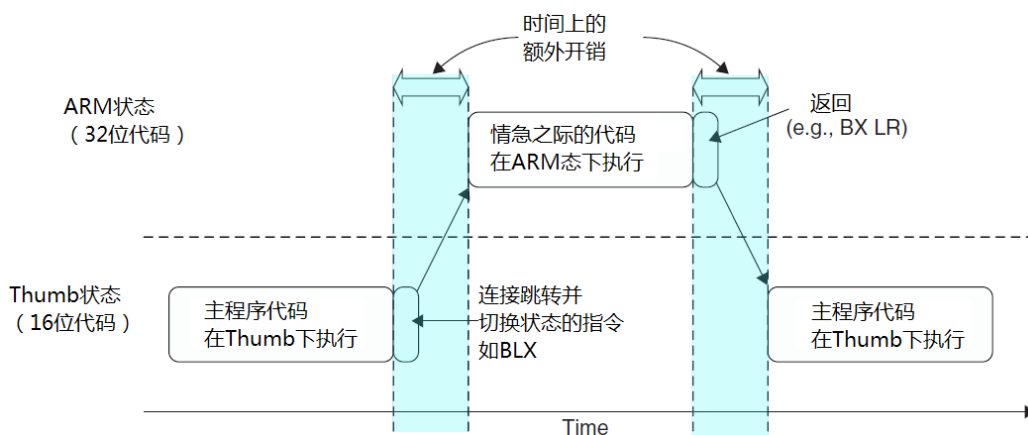 时间上的
额外开销
ARM状态
（32位代码）
情急之际的代码
在ARM态下执行
返回
(e.g., BX LR)
Thumb状态
（16位代码）
主程序代码
在Thumb下执行
连接跳转并
切换状态的指令
如BLX
主程序代码
在Thumb下执行
Time